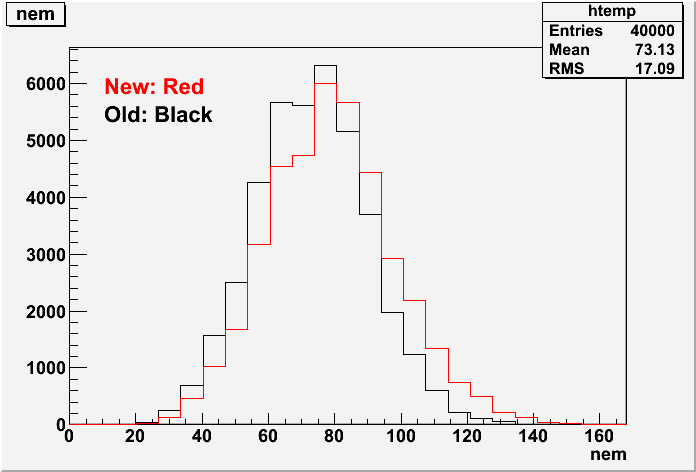 nem
htemp
Entries 40000
Mean 73.13
RMS 17.09
New: Red
Old: Black
6000
5000
4000
3000
2000
1000
0
0 20 40 60 80 100 120 140 160
nem